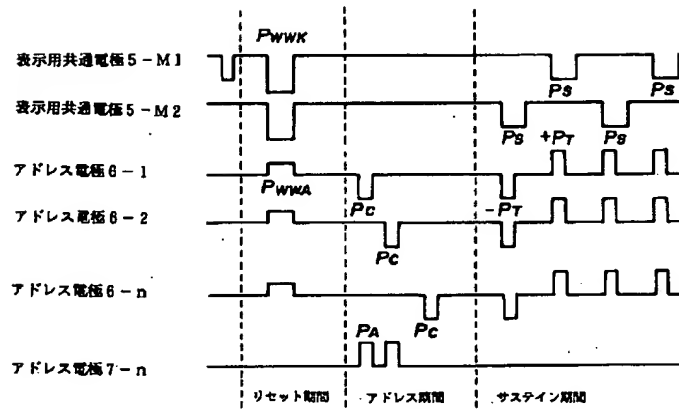 PWWK
表示用共通電極5-M1
PS PS
表示用共通電極5-M2
PS +PT PS
アドレス電極6-1
PWWA PC -PT
アドレス電極6-2
PC
アドレス電極6-n
PA PC
アドレス電極7-n
リセット期間 アドレス期間 サステイン期間